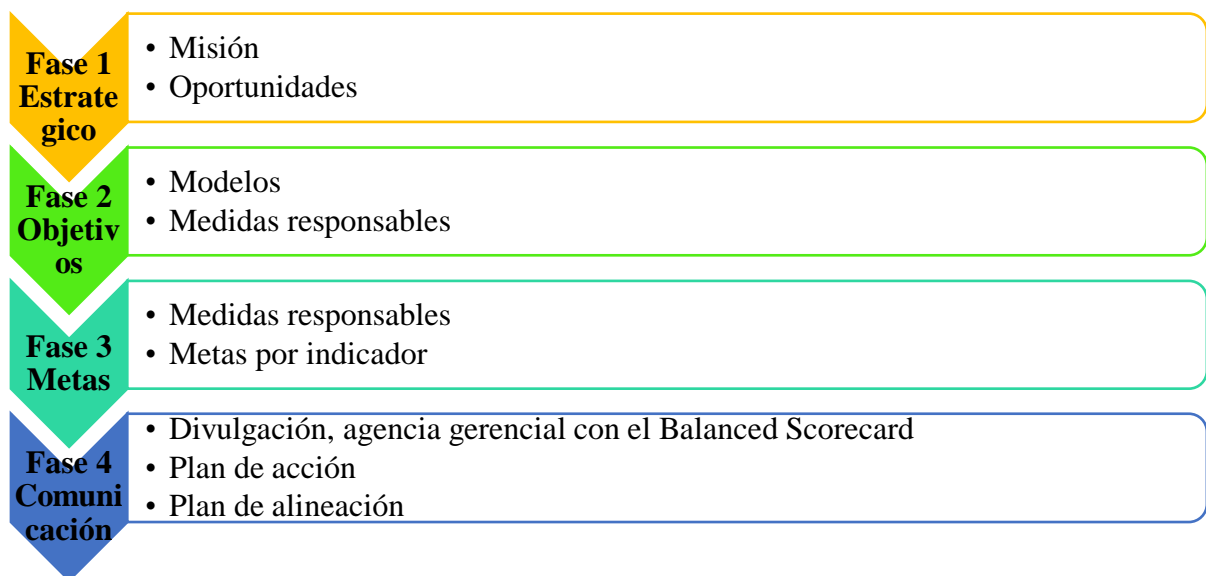 Fase 1
Estrate
gico
• Misión
• Oportunidades
Fase 2
Objetiv
os
• Modelos
• Medidas responsables
Fase 3
Metas
• Medidas responsables
• Metas por indicador
Fase 4
Comuni
cación
• Divulgación, agencia gerencial con el Balanced Scorecard
• Plan de acción
• Plan de alineación